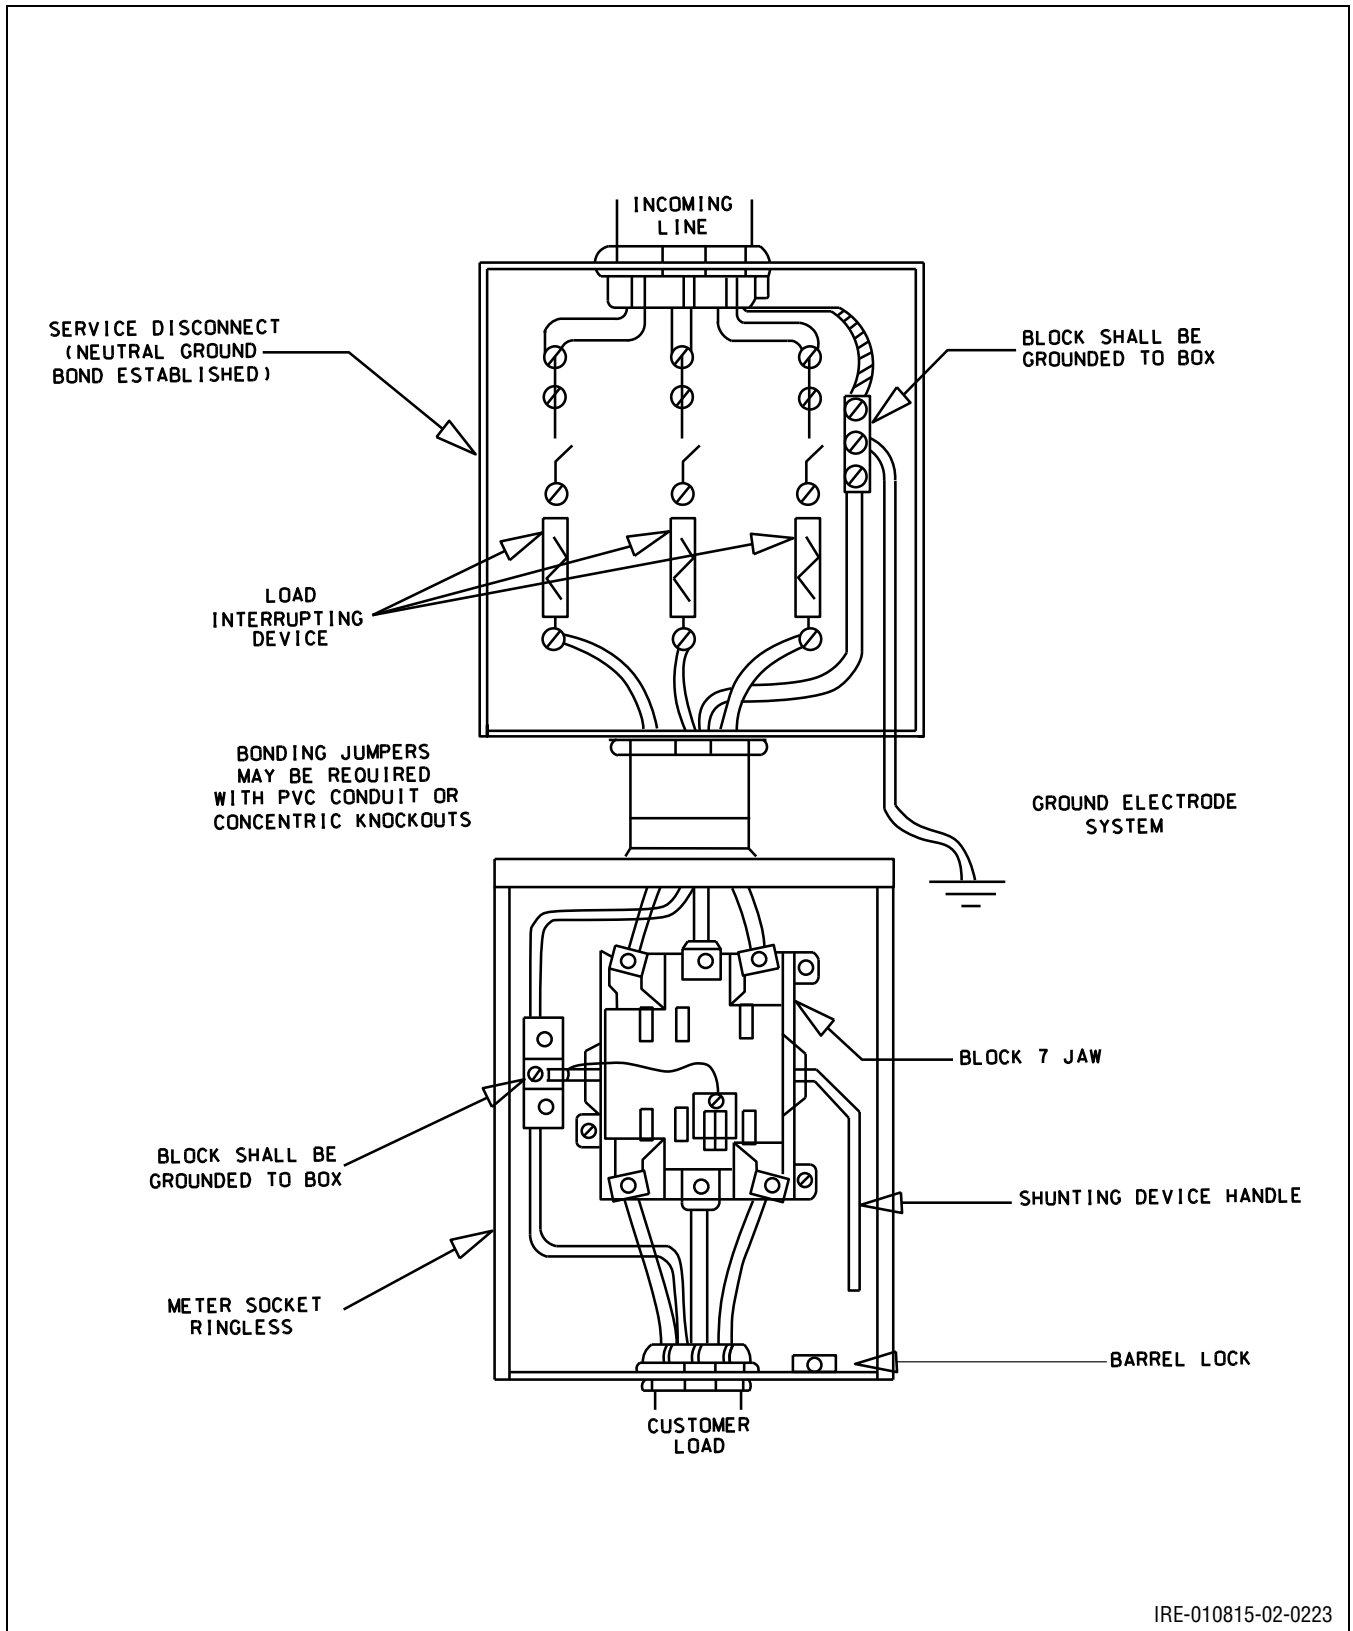 INCOMING
LINE
SERVICE DISCONNECT
(NEUTRAL GROUND
BOND ESTABLISHED)
BLOCK SHALL BE
GROUNDED TO BOX
LOAD
INTERRUPTING
DEVICE
BONDING JUMPERS
MAY BE REQUIRED
WITH PVC CONDUIT OR
CONCENTRIC KNOCKOUTS
GROUND ELECTRODE
SYSTEM
BLOCK 7 JAW
BLOCK SHALL BE
GROUNDED TO BOX
SHUNTING DEVICE HANDLE
METER SOCKET
RINGLESS
BARREL LOCK
CUSTOMER
LOAD
IRE-010815-02-0223